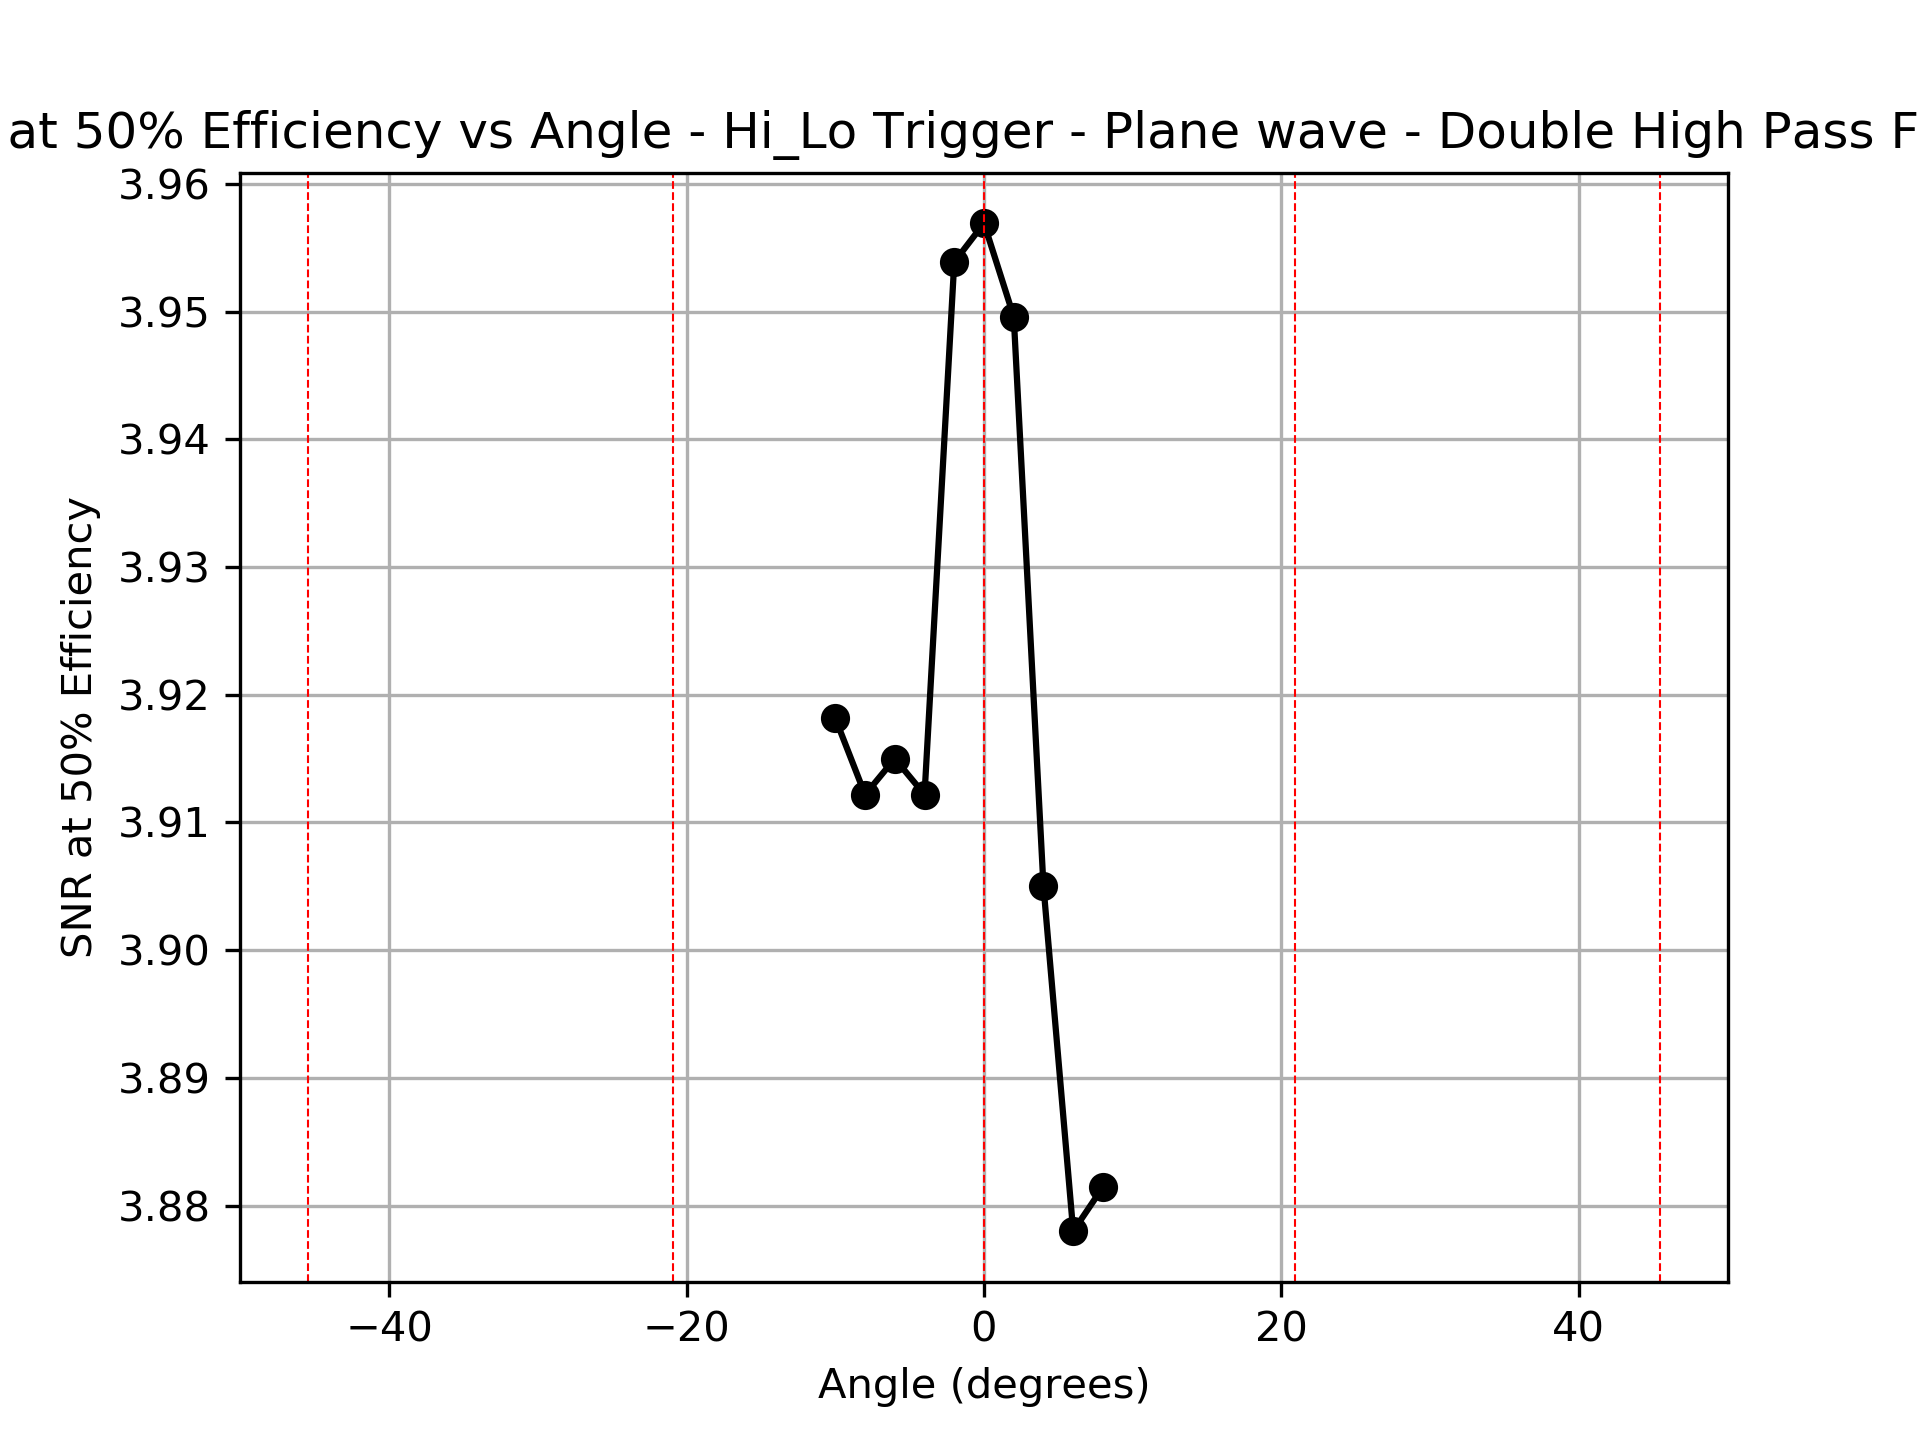 at 50% Efficiency vs Angle - Hi_Lo Trigger - Plane wave - Double High Pass F
3.96
3.95
3.94
3.93
3.92
3.91
3.90
3.89
3.88
SNR at 50% Efficiency
−40 −20 0 20 40
Angle (degrees)